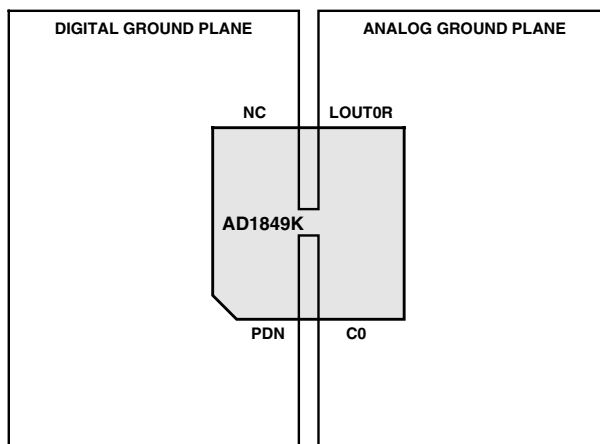 DIGITAL GROUND PLANE
ANALOG GROUND PLANE
NC
LOUT0R
AD1849K
PDN
C0